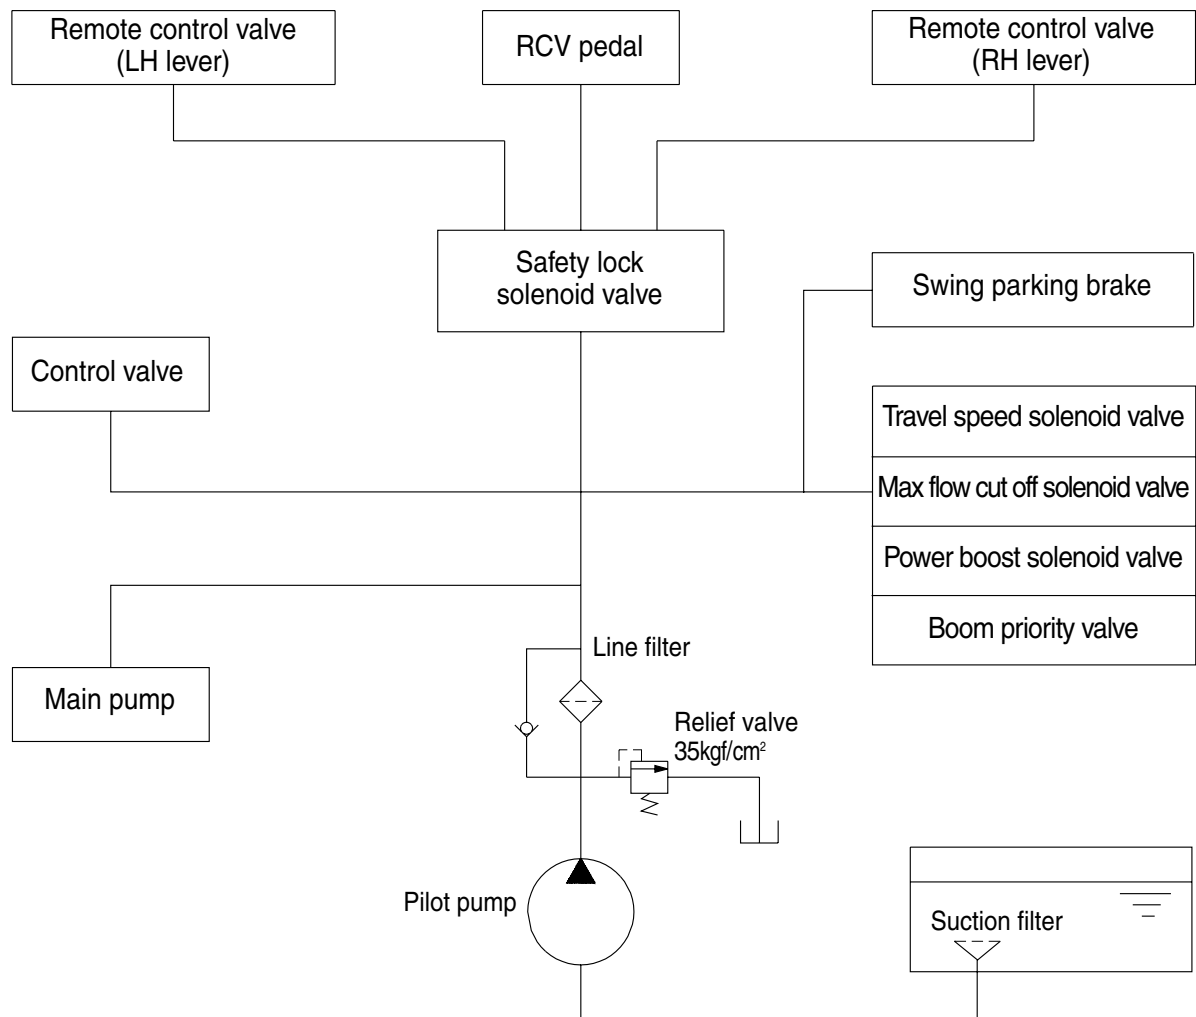 Remote control valve
(LH lever)
RCV pedal
Remote control valve
(RH lever)
Safety lock
solenoid valve
Swing parking brake
Control valve
Travel speed solenoid valve
Max flow cut off solenoid valve
Power boost solenoid valve
Boom priority valve
Line filter
Main pump
Relief valve
35kgf/cm²
Pilot pump
Suction filter